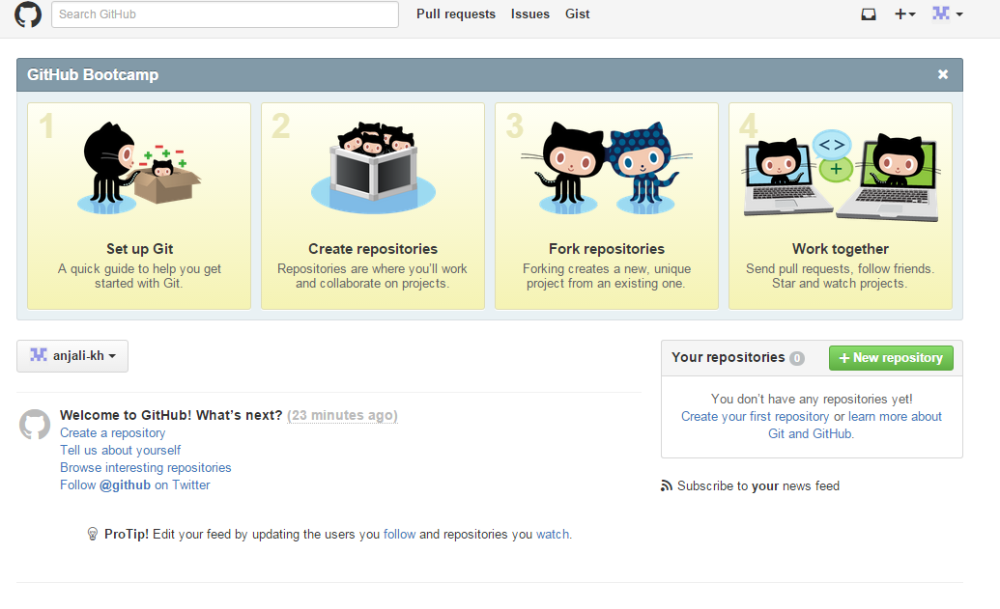 Search GitHub
Pull requests Issues Gist
GitHub Bootcamp
1
Set up Git
A quick guide to help you get
started with Git.
2
Create repositories
Repositories are where you'll work
and collaborate on projects.
3
Fork repositories
Forking creates a new, unique
project from an existing one.
4
<>
+
Work together
Send pull requests, follow friends.
Star and watch projects.
anjali-kh
Welcome to GitHub! What's next? (23 minutes ago)
Create a repository
Tell us about yourself
Browse interesting repositories
Follow @github on Twitter
ProTip! Edit your feed by updating the users you follow and repositories you watch.
Your repositories 0
+ New repository
You don't have any repositories yet!
Create your first repository or learn more about
Git and GitHub.
Subscribe to your news feed